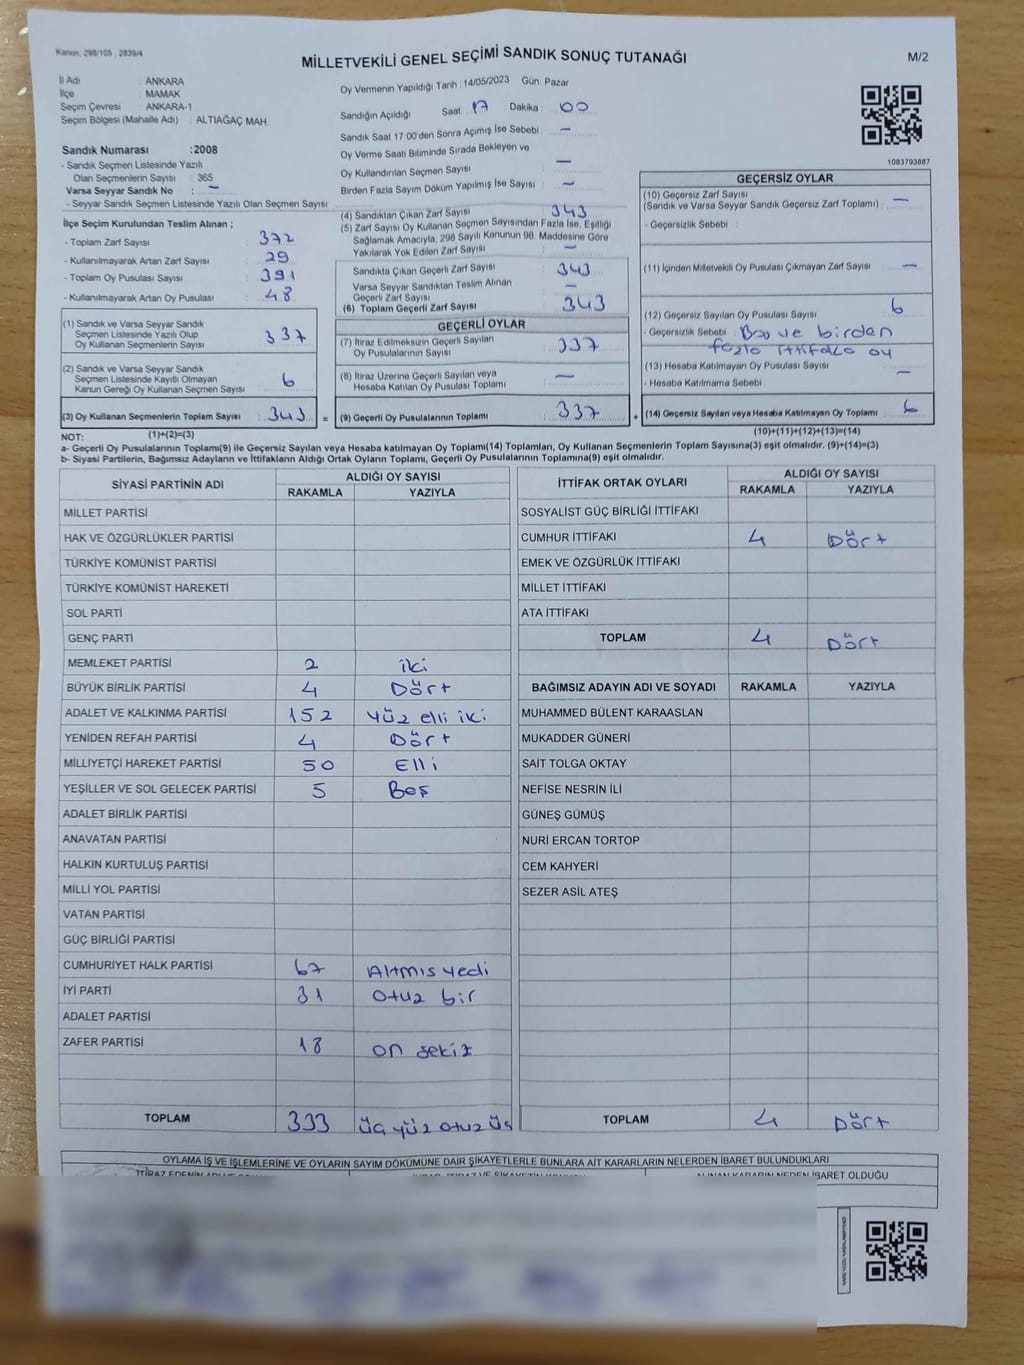 Kanun, 298/105 , 2839/4
MİLLETVEKİLİ GENEL SEÇİMİ SANDIK SONUÇ TUTANAĞI
M/2
İl Adı : ANKARA
İlçe : MAMAK
Seçim Çevresi : ANKARA-1
Seçim Bölgesi (Mahalle Adı) : ALTIAĞAÇ MAH.
Oy Vermenin Yapıldığı Tarih : 14/05/2023 Gün: Pazar
Sandığın Açıldığı Saat : 17 Dakika : 00
Sandık Saat 17:00'den Sonra Açımış İse Sebebi : —
Oy Verme Saati Bitiminde Sırada Bekleyen ve
Oy Kullandırılan Seçmen Sayısı : —
Birden Fazla Sayım Döküm Yapılmış İse Sayısı : —
1083793887
Sandık Numarası :2008
- Sandık Seçmen Listesinde Yazılı
Olan Seçmenlerin Sayısı : 365
Varsa Seyyar Sandık No : —
- Seyyar Sandık Seçmen Listesinde Yazılı Olan Seçmen Sayısı
İlçe Seçim Kurulundan Teslim Alınan ;
- Toplam Zarf Sayısı : 372
- Kullanılmayarak Artan Zarf Sayısı : 29
- Toplam Oy Pusulası Sayısı : 391
- Kullanılmayarak Artan Oy Pusulası : 48
(1) Sandık ve Varsa Seyyar Sandık
Seçmen Listesinde Yazılı Olup
Oy Kullanan Seçmenlerin Sayısı : 337
(2) Sandık ve Varsa Seyyar Sandık
Seçmen Listesinde Kayıtlı Olmayan
Kanun Gereği Oy Kullanan Seçmen Sayısı : 6
(3) Oy Kullanan Seçmenlerin Toplam Sayısı : 343 =
(1)+(2)=(3)
(4) Sandıktan Çıkan Zarf Sayısı : 343
(5) Zarf Sayısı Oy Kullanan Seçmen Sayısından Fazla İse, Eşitliği
Sağlamak Amacıyla, 298 Sayılı Kanunun 98. Maddesine Göre
Yakılarak Yok Edilen Zarf Sayısı : —
Sandıkta Çıkan Geçerli Zarf Sayısı : 343
Varsa Seyyar Sandıktan Teslim Alınan
Geçerli Zarf Sayısı : —
(6) Toplam Geçerli Zarf Sayısı : 343
GEÇERLİ OYLAR
(7) İtiraz Edilmeksizin Geçerli Sayılan
Oy Pusulalarının Sayısı : 337
(8) İtiraz Üzerine Geçerli Sayılan veya
Hesaba Katılan Oy Pusulası Toplamı : —
(9) Geçerli Oy Pusulalarının Toplamı : 337 +
GEÇERSİZ OYLAR
(10) Geçersiz Zarf Sayısı
(Sandık ve Varsa Seyyar Sandık Geçersiz Zarf Toplamı) : —
- Geçersizlik Sebebi :
(11) İçinden Milletvekili Oy Pusulası Çıkmayan Zarf Sayısı : —
(12) Geçersiz Sayılan Oy Pusulası Sayısı : 6
- Geçersizlik Sebebi : Boş ve birden
fazla ittifaka oy
(13) Hesaba Katılmayan Oy Pusulası Sayısı : —
- Hesaba Katılmama Sebebi :
(14) Geçersiz Sayılan veya Hesaba Katılmayan Oy Toplamı : 6
(10)+(11)+(12)+(13)=(14)
NOT:
a- Geçerli Oy Pusulalarının Toplamı(9) ile Geçersiz Sayılan veya Hesaba katılmayan Oy Toplamı(14) Toplamları, Oy Kullanan Seçmenlerin Toplam Sayısına(3) eşit olmalıdır. (9)+(14)=(3)
b- Siyasi Partilerin, Bağımsız Adayların ve İttifakların Aldığı Oyların Toplamı, Geçerli Oy Pusulalarının Toplamına(9) eşit olmalıdır.
SİYASİ PARTİNİN ADI
ALDIĞI OY SAYISI
RAKAMLA YAZIYLA
MİLLET PARTİSİ
HAK VE ÖZGÜRLÜKLER PARTİSİ
TÜRKİYE KOMÜNİST PARTİSİ
TÜRKİYE KOMÜNİST HAREKETİ
SOL PARTİ
GENÇ PARTİ
MEMLEKET PARTİSİ 2 iki
BÜYÜK BİRLİK PARTİSİ 4 Dört
ADALET VE KALKINMA PARTİSİ 152 yüz elli iki
YENİDEN REFAH PARTİSİ 4 Dört
MİLLİYETÇİ HAREKET PARTİSİ 50 Elli
YEŞİLLER VE SOL GELECEK PARTİSİ 5 Beş
ADALET BİRLİK PARTİSİ
ANAVATAN PARTİSİ
HALKIN KURTULUŞ PARTİSİ
MİLLİ YOL PARTİSİ
VATAN PARTİSİ
GÜÇ BİRLİĞİ PARTİSİ
CUMHURİYET HALK PARTİSİ 67 Altmış yedi
İYİ PARTİ 31 otuz bir
ADALET PARTİSİ
ZAFER PARTİSİ 18 on sekiz
TOPLAM 333 üç yüz otuz üç
İTTİFAK ORTAK OYLARI
ALDIĞI OY SAYISI
RAKAMLA YAZIYLA
SOSYALİST GÜÇ BİRLİĞİ İTTİFAKI
CUMHUR İTTİFAKI 4 Dört
EMEK VE ÖZGÜRLÜK İTTİFAKI
MİLLET İTTİFAKI
ATA İTTİFAKI
TOPLAM 4 Dört
BAĞIMSIZ ADAYIN ADI VE SOYADI RAKAMLA YAZIYLA
MUHAMMED BÜLENT KARAASLAN
MUKADDER GÜNERİ
SAİT TOLGA OKTAY
NEFİSE NESRİN İLİ
GÜNEŞ GÜMÜŞ
NURİ ERCAN TORTOP
CEM KAHYERİ
SEZER ASİL ATEŞ
TOPLAM 4 Dört
OYLAMA İŞ VE İŞLEMLERİNE VE OYLARIN SAYIM DÖKÜMÜNE DAİR ŞİKAYETLERLE BUNLARA AİT KARARLARIN NELERDEN İBARET BULUNDUKLARI
ALINAN KARARIN NEDEN İBARET OLDUĞU